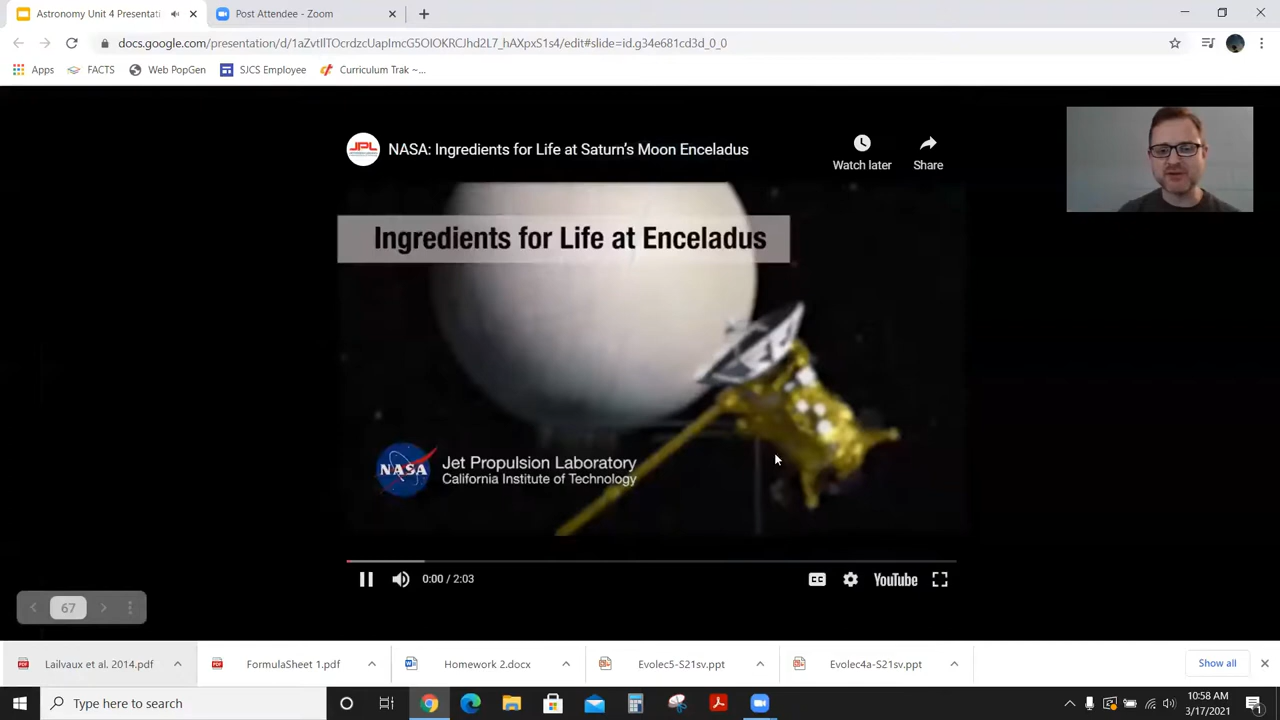 Astronomy Unit 4 Presentati
Post Attendee - Zoom
docs.google.com/presentation/d/1aZvtIlTOcrdzcUapImcG5OIOKRCJhd2L7_hAXpxS1s4/edit#slide=id.g34e681cd3d_0_0
Apps
FACTS
Web PopGen
SJCS Employee
Curriculum Trak ~...
JPL
NASA: Ingredients for Life at Saturn's Moon Enceladus
Watch later
Share
Ingredients for Life at Enceladus
NASA
Jet Propulsion Laboratory
California Institute of Technology
0:00 / 2:03
CC
YouTube
67
Lailvaux et al. 2014.pdf
FormulaSheet 1.pdf
Homework 2.docx
Evolec5-S21sv.ppt
Evolec4a-S21sv.ppt
Show all
Type here to search
10:58 AM
3/17/2021
1